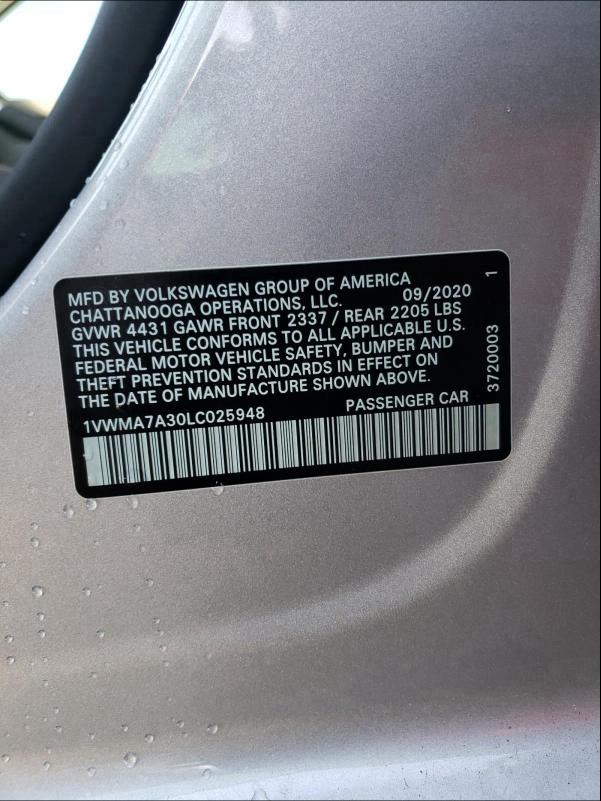 MFD BY VOLKSWAGEN GROUP OF AMERICA
CHATTANOOGA OPERATIONS, LLC. 09/2020
GVWR 4431 GAWR FRONT 2337 / REAR 2205 LBS
THIS VEHICLE CONFORMS TO ALL APPLICABLE U.S.
FEDERAL MOTOR VEHICLE SAFETY, BUMPER AND
THEFT PREVENTION STANDARDS IN EFFECT ON
THE DATE OF MANUFACTURE SHOWN ABOVE.
1VWMA7A30LC025948 PASSENGER CAR
3720003 1